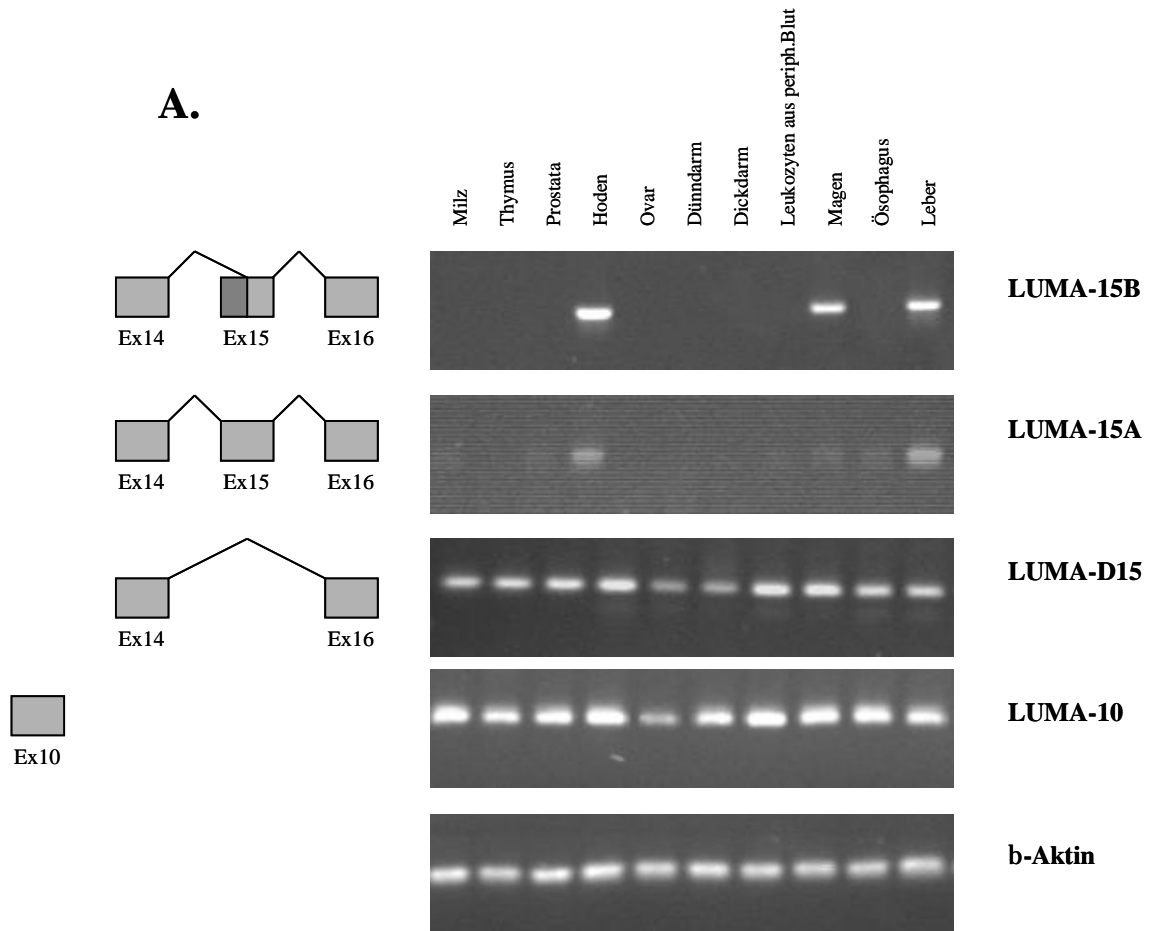 A.
Milz
Thymus
Prostata
Hoden
Ovar
Dünndarm
Dickdarm
Leukozyten aus periph.Blut
Magen
Ösophagus
Leber
Ex14 Ex15 Ex16
LUMA-15B
Ex14 Ex15 Ex16
LUMA-15A
Ex14 Ex16
LUMA-D15
Ex10
LUMA-10
b-Aktin